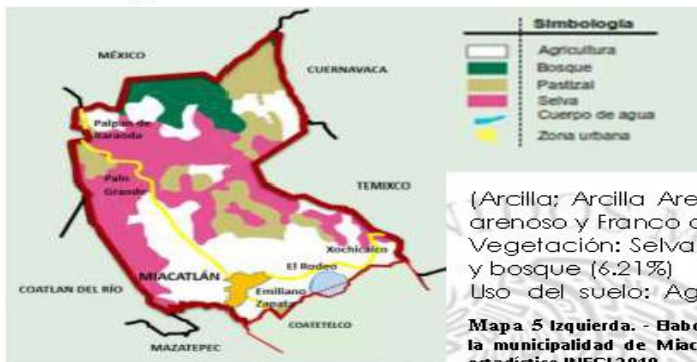 Simbología
Agricultura
Bosque
Pastizal
Selva
Cuerpo de agua
Zona urbana
MÉXICO
CUERNAVACA
Palpan de
Baranda
Palo
Grande
TEMIXCO
Xochicalco
El Rodeo
MIACATLÁN
Emiliano
Zapata
COATLAN DEL RÍO
COATETELCO
MAZATEPEC
(Arcilla; Arcilla Are
arenoso y Franco
Vegetación: Selva
y bosque (6.21%)
Uso del suelo: Ag
Mapa 5 Izquierda. - Elabo
la municipalidad de Miac